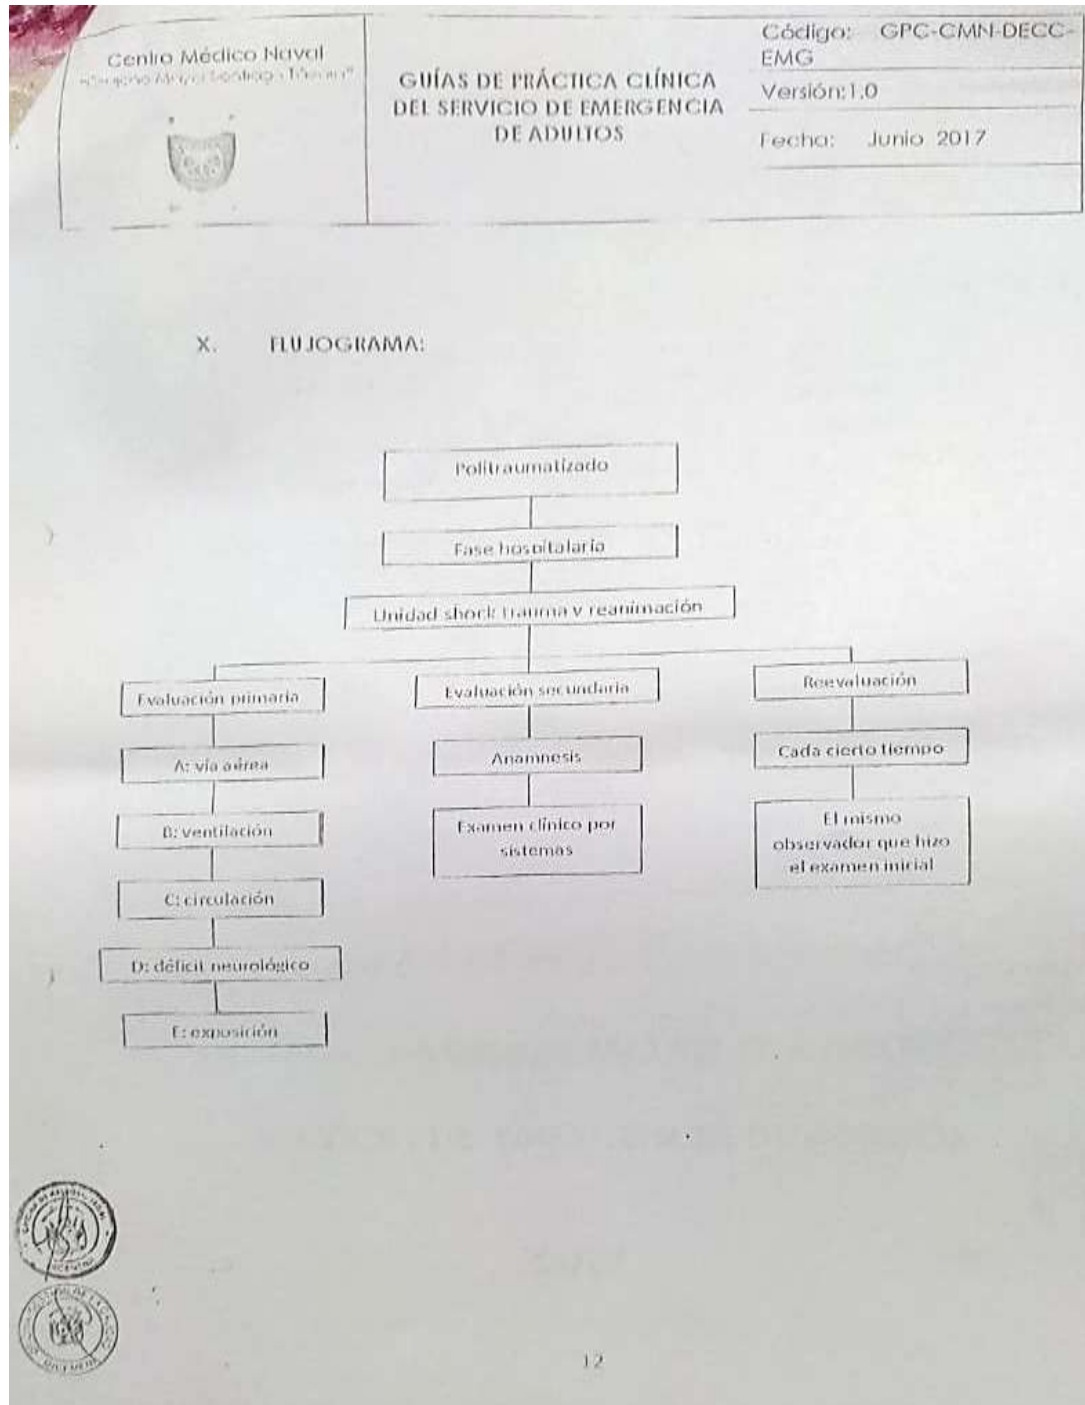 Centro Médico Naval
GUÍAS DE PRÁCTICA CLÍNICA
DEL SERVICIO DE EMERGENCIA
DE ADULTOS
Código: GPC-CMN-DECC-
EMG
Versión:1.0
Fecha: Junio 2017
X. FLUJOGRAMA:
Politraumatizado
Fase hospitalaria
Unidad shock trauma y reanimación
Evaluación primaria
A: vía aérea
B: ventilación
C: circulación
D: déficit neurológico
E: exposición
Evaluación secundaria
Anamnesis
Examen clínico por
sistemas
Reevaluación
Cada cierto tiempo
El mismo
observador que hizo
el examen inicial
12